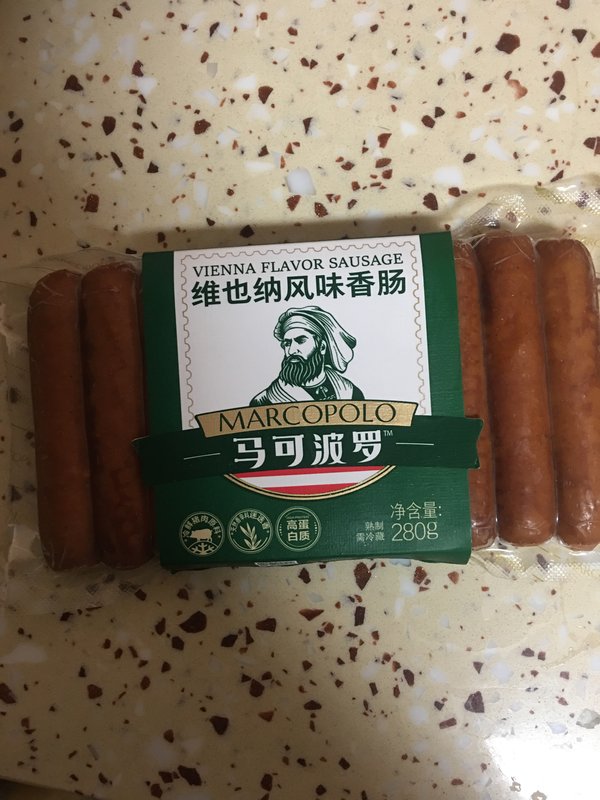 VIENNA FLAVOR SAUSAGE
维也纳风味香肠
MARCOPOLO
马可波罗™
高蛋
白质
熟制
需冷藏
净含量:
280g